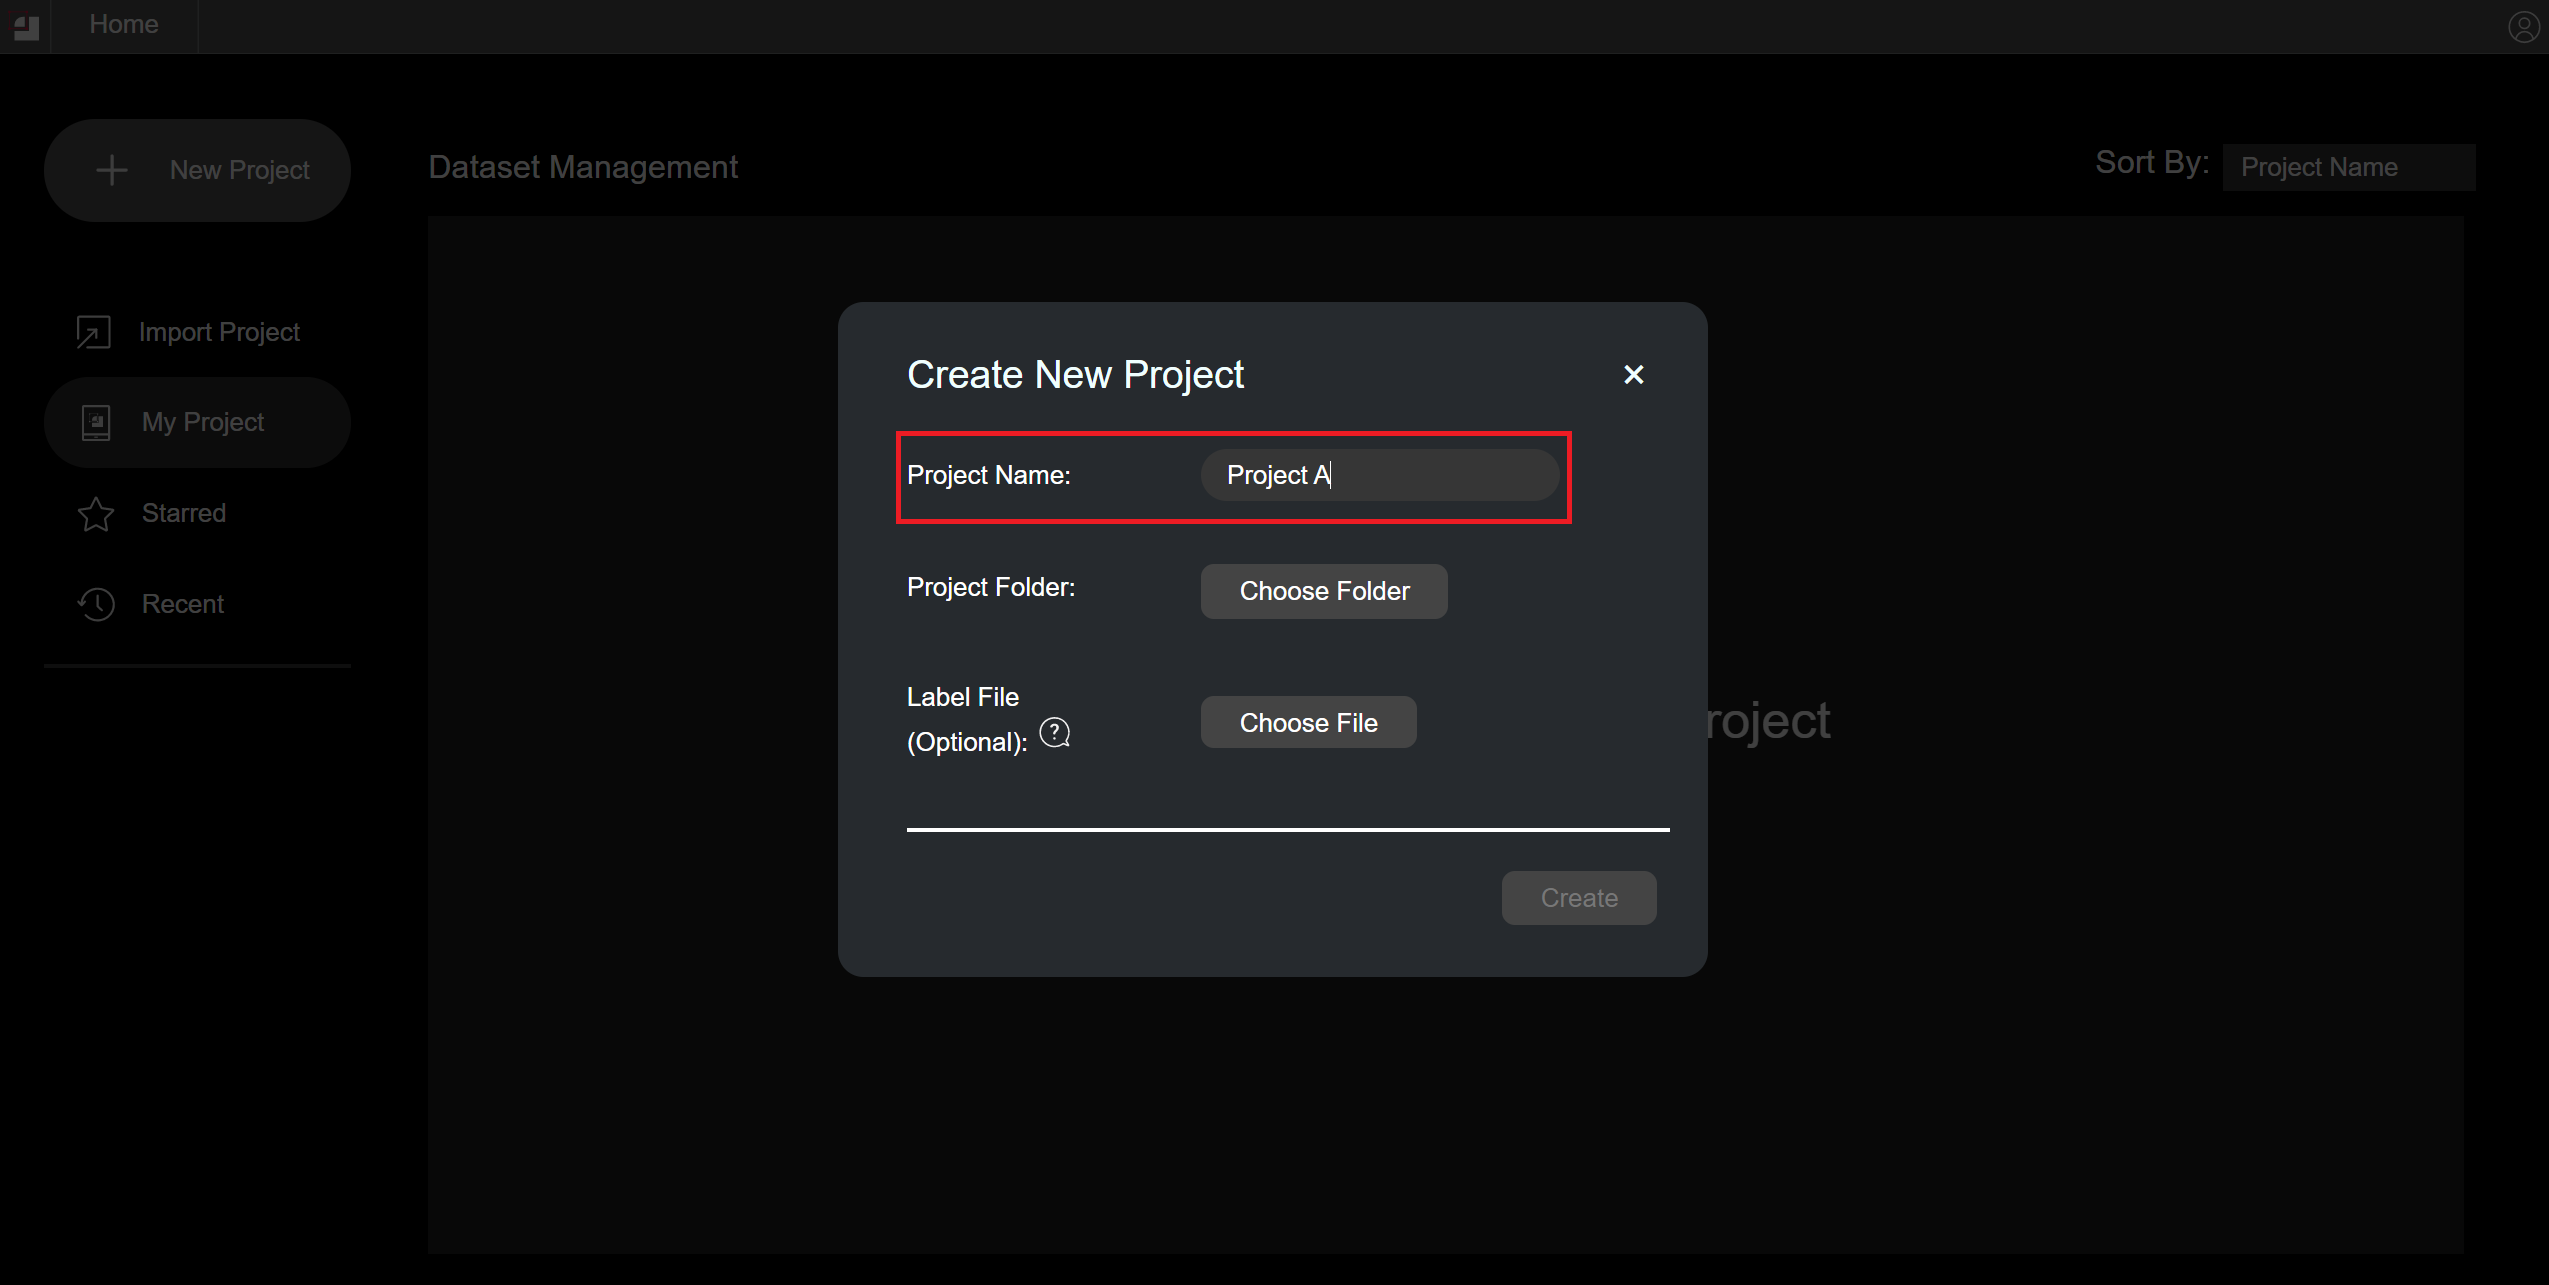 Home
New Project
Dataset Management
Sort By:
Project Name
Import Project
My Project
Starred
Recent
Create New Project
Project Name:
Project A
Project Folder:
Choose Folder
Label File
(Optional):
Choose File
roject
Create